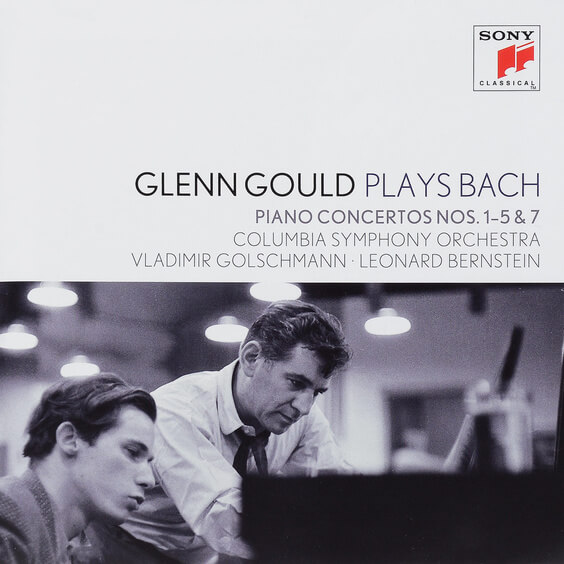 SONY
CLASSICAL
TM
GLENN GOULD PLAYS BACH
PIANO CONCERTOS NOS. 1–5 & 7
COLUMBIA SYMPHONY ORCHESTRA
VLADIMIR GOLSCHMANN · LEONARD BERNSTEIN